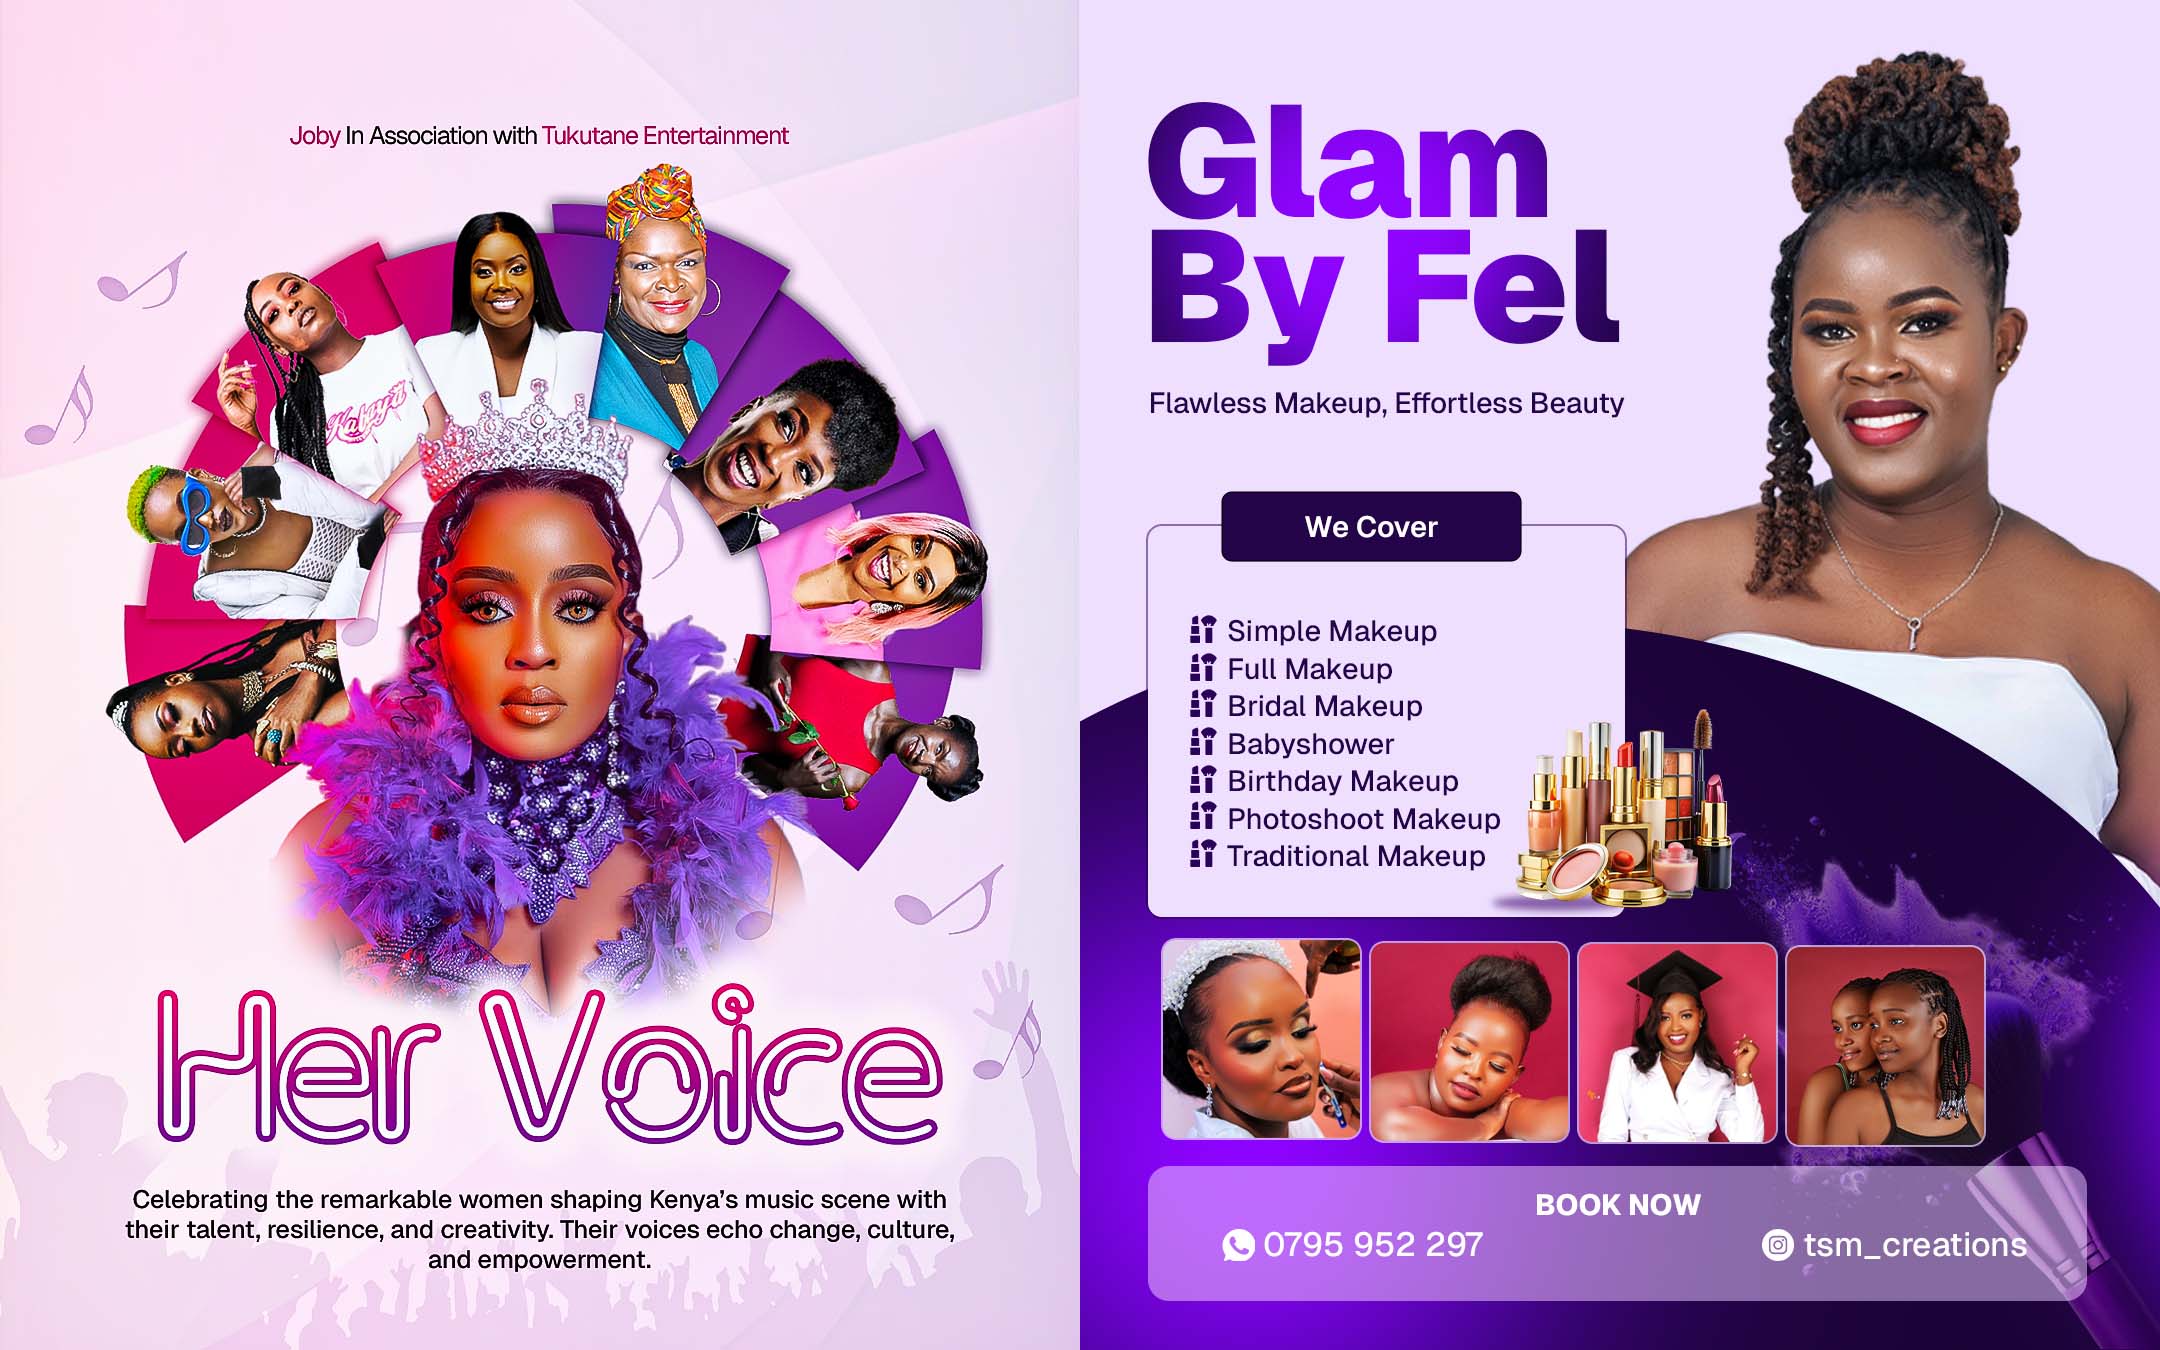 Joby In Association with Tukutane Entertainment
Kaby's
Her Voice
Celebrating the remarkable women shaping Kenya's music scene with
their talent, resilience, and creativity. Their voices echo change, culture,
and empowerment.
Glam
By Fel
Flawless Makeup, Effortless Beauty
We Cover
Simple Makeup
Full Makeup
Bridal Makeup
Babyshower
Birthday Makeup
Photoshoot Makeup
Traditional Makeup
BOOK NOW
0795 952 297
tsm_creations